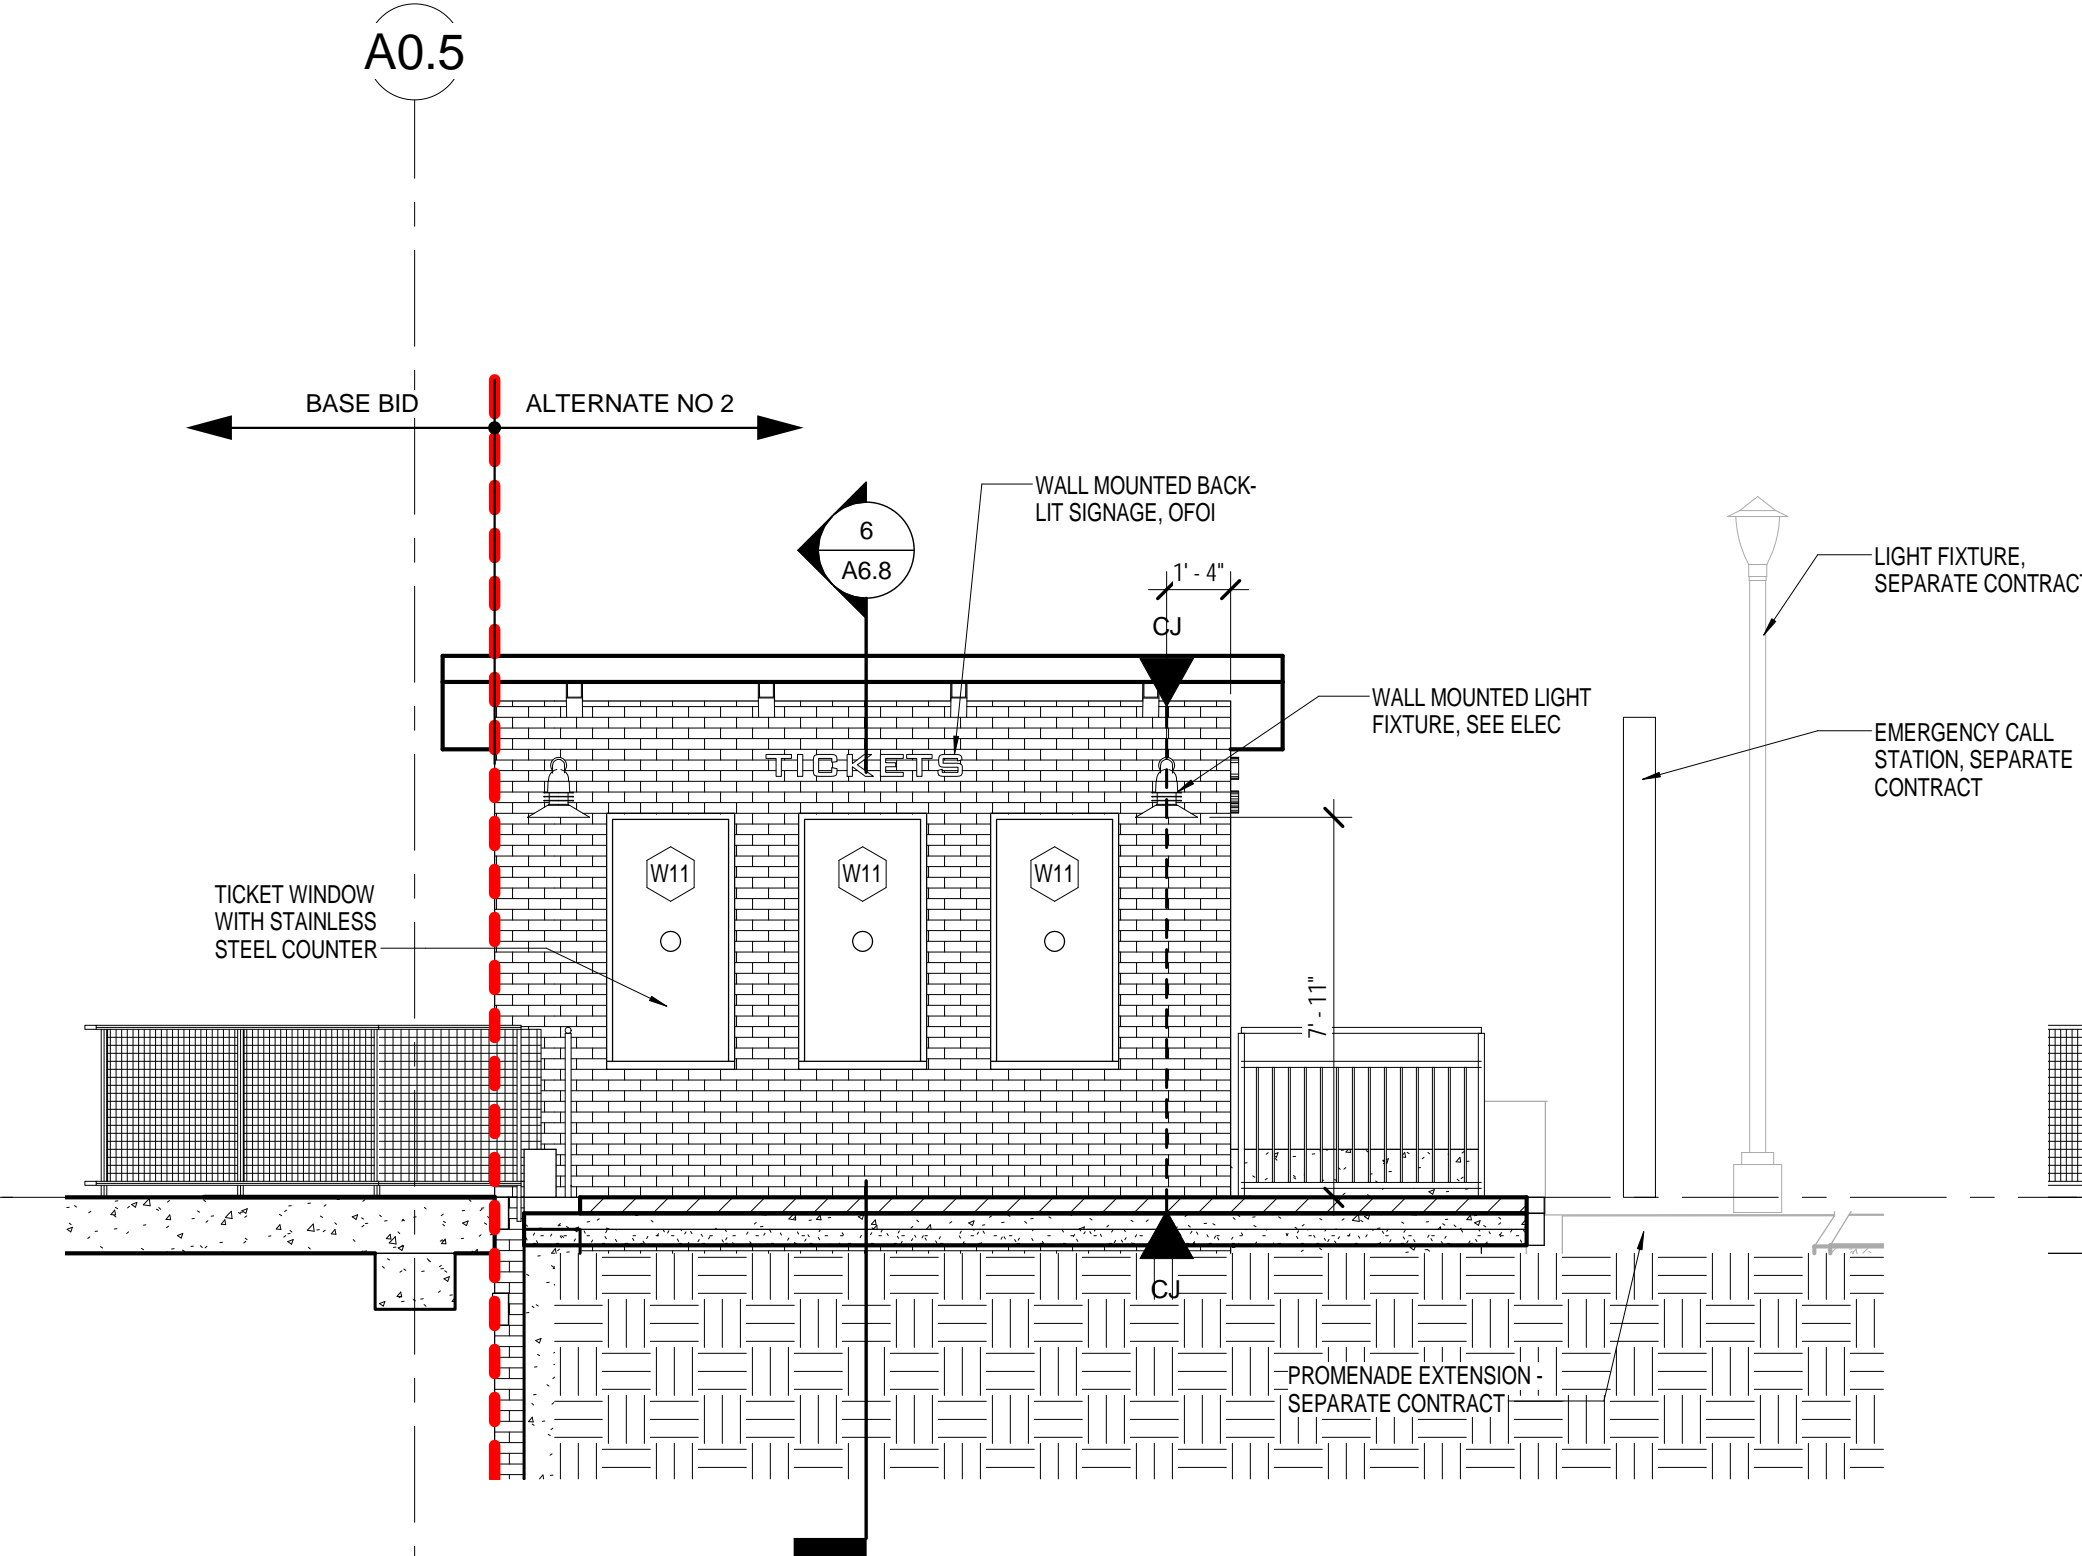 A0.5
BASE BID
ALTERNATE NO 2
WALL MOUNTED BACK-
LIT SIGNAGE, OFOI
6
A6.8
1' - 4"
CJ
LIGHT FIXTURE,
SEPARATE CONTRACT
WALL MOUNTED LIGHT
FIXTURE, SEE ELEC
EMERGENCY CALL
STATION, SEPARATE
CONTRACT
TICKETS
W11
W11
W11
TICKET WINDOW
WITH STAINLESS
STEEL COUNTER
7' - 11"
CJ
PROMENADE EXTENSION -
SEPARATE CONTRACT